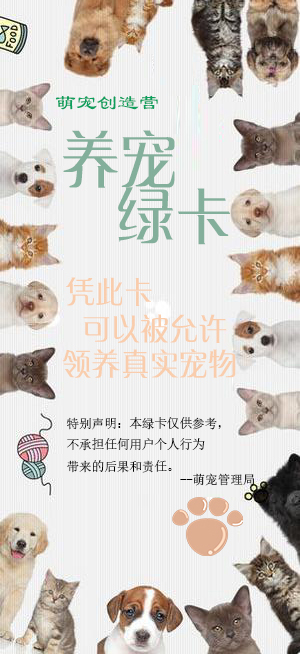 Food
萌宠创造营
养宠
绿卡
凭此卡
可以被允许
领养真实宠物
特别声明：本绿卡仅供参考，
不承担任何用户个人行为
带来的后果和责任。
--萌宠管理局